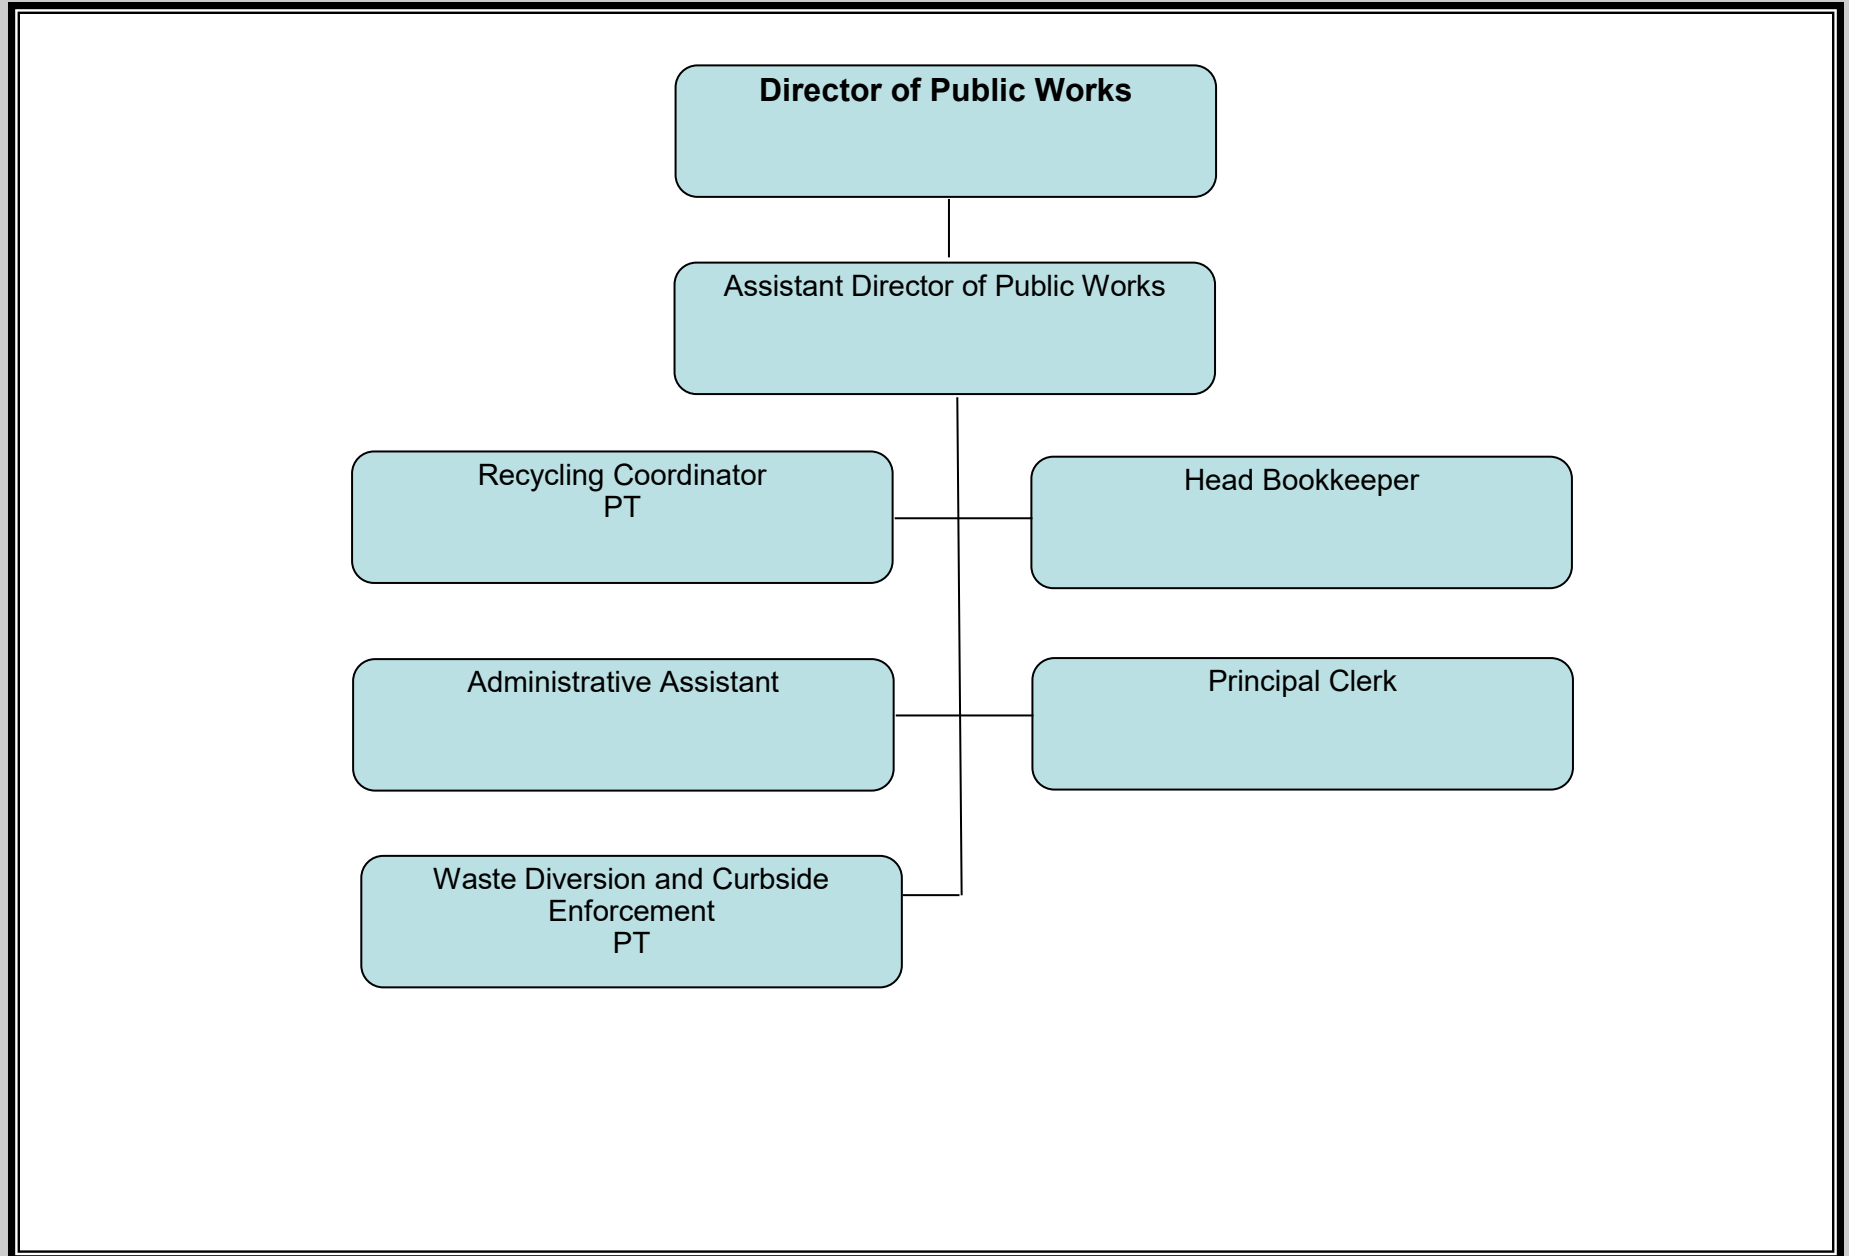 Director of Public Works
Assistant Director of Public Works
Recycling Coordinator
PT
Head Bookkeeper
Administrative Assistant
Principal Clerk
Waste Diversion and Curbside
Enforcement
PT